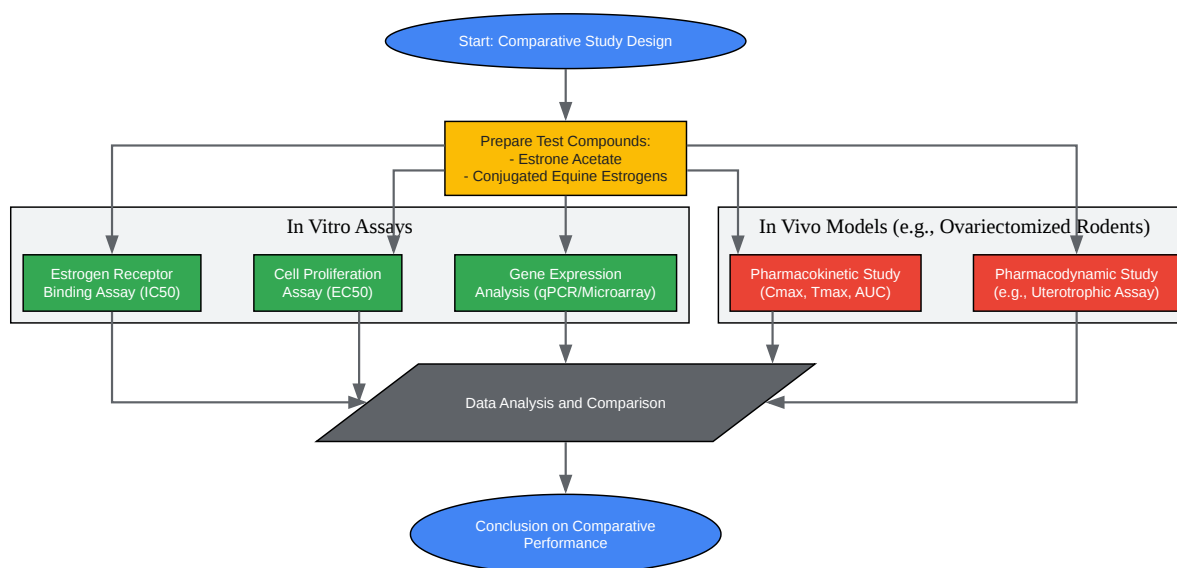 Start: Comparative Study Design
Prepare Test Compounds:
- Estrone Acetate
- Conjugated Equine Estrogens
In Vitro Assays
In Vivo Models (e.g., Ovariectomized Rodents)
Estrogen Receptor
Binding Assay (IC50)
Cell Proliferation
Assay (EC50)
Gene Expression
Analysis (qPCR/Microarray)
Pharmacokinetic Study
(Cmax, Tmax, AUC)
Pharmacodynamic Study
(e.g., Uterotrophic Assay)
Data Analysis and Comparison
Conclusion on Comparative
Performance